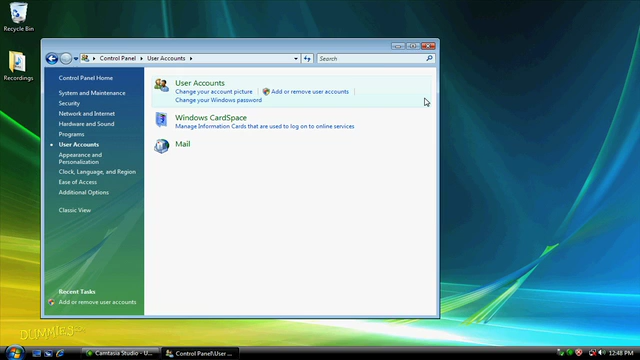 Recycle Bin
Recordings
Control Panel
User Accounts
Search
Control Panel Home
System and Maintenance
Security
Network and Internet
Hardware and Sound
Programs
User Accounts
Appearance and
Personalization
Clock, Language, and Region
Ease of Access
Additional Options
Classic View
Recent Tasks
Add or remove user accounts
User Accounts
Change your account picture
Add or remove user accounts
Change your Windows password
Windows CardSpace
Manage Information Cards that are used to log on to online services
Mail
DUMMIES
Camtasia Studio - U...
Control Panel\User ...
12:48 PM